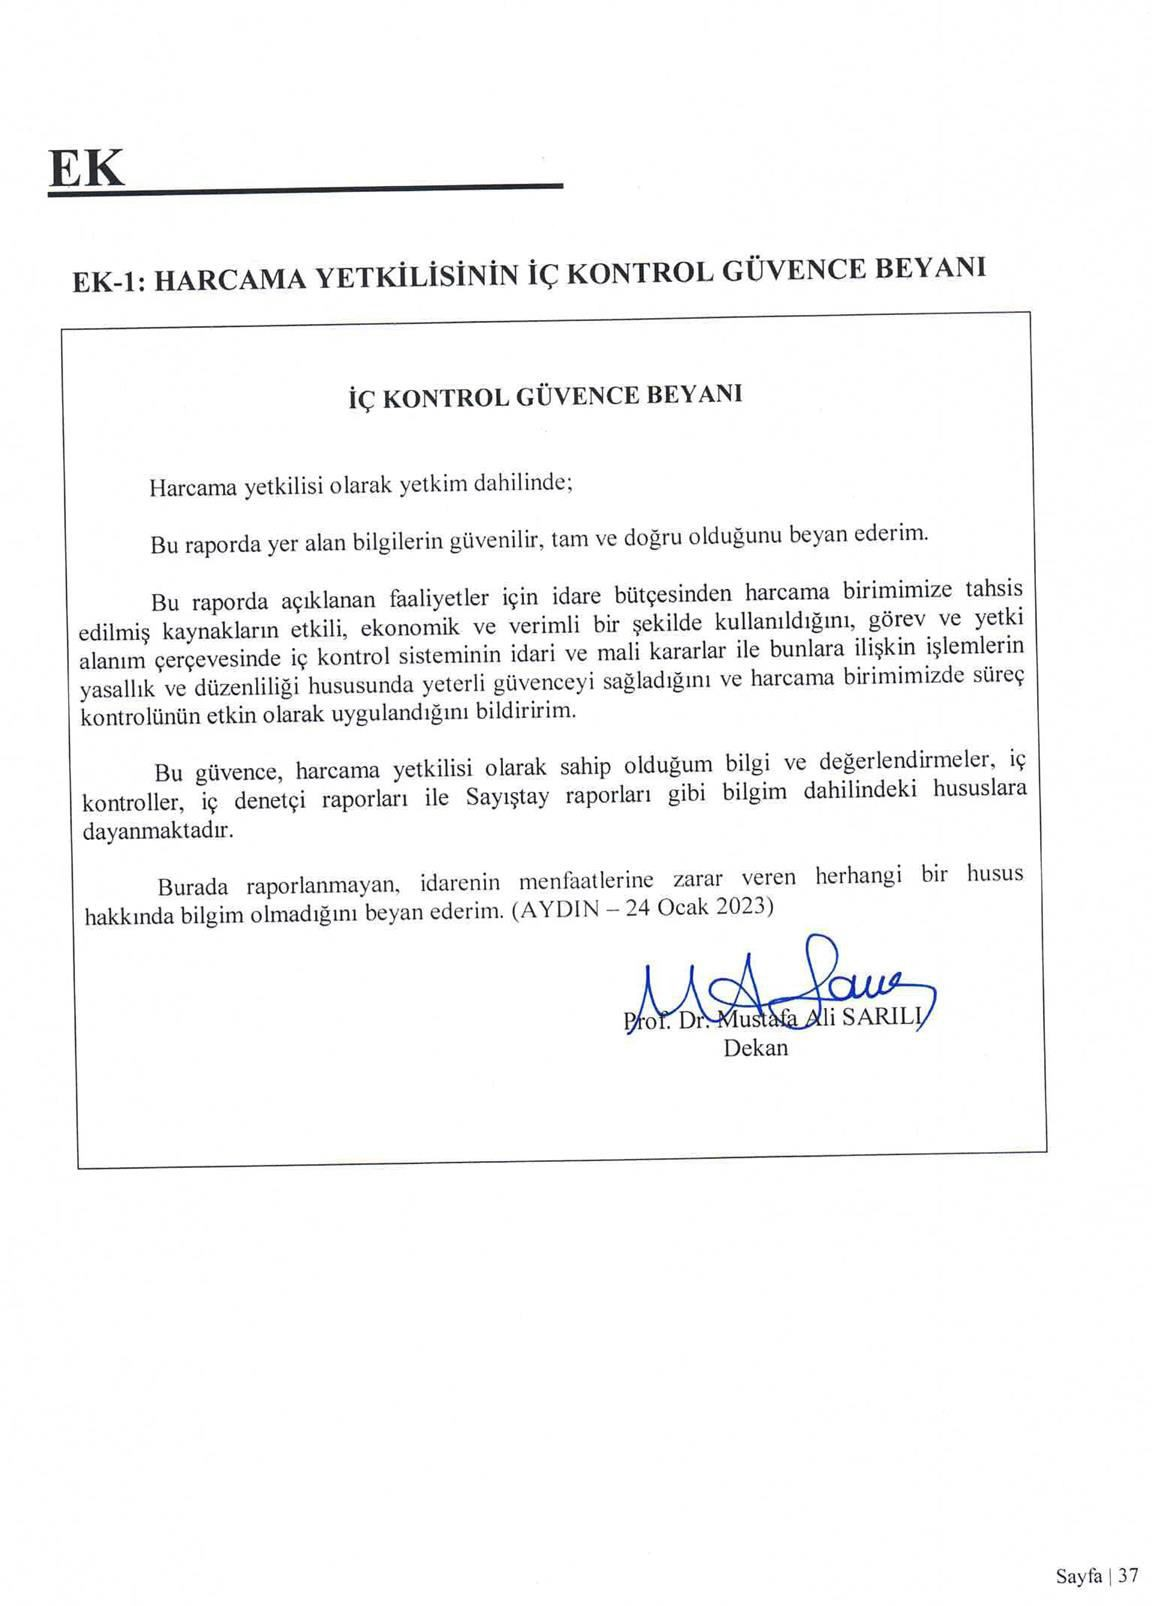 EK
EK-1: HARCAMA YETKİLİSİNİN İÇ KONTROL GÜVENCE BEYANI
İÇ KONTROL GÜVENCE BEYANI
Harcama yetkilisi olarak yetkim dahilinde;
Bu raporda yer alan bilgilerin güvenilir, tam ve doğru olduğunu beyan ederim.
Bu raporda açıklanan faaliyetler için idare bütçesinden harcama birimimize tahsis
edilmiş kaynakların etkili, ekonomik ve verimli bir şekilde kullanıldığını, görev ve yetki
alanım çerçevesinde iç kontrol sisteminin idari ve mali kararlar ile bunlara ilişkin işlemlerin
yasallık ve düzenliliği hususunda yeterli güvenceyi sağladığını ve harcama birimimizde süreç
kontrolünün etkin olarak uygulandığını bildiririm.
Bu güvence, harcama yetkilisi olarak sahip olduğum bilgi ve değerlendirmeler, iç
kontroller, iç denetçi raporları ile Sayıştay raporları gibi bilgim dahilindeki hususlara
dayanmaktadır.
Burada raporlanmayan, idarenin menfaatlerine zarar veren herhangi bir husus
hakkında bilgim olmadığını beyan ederim. (AYDIN – 24 Ocak 2023)
Prof. Dr. Mustafa Ali SARILI
Dekan
Sayfa | 37